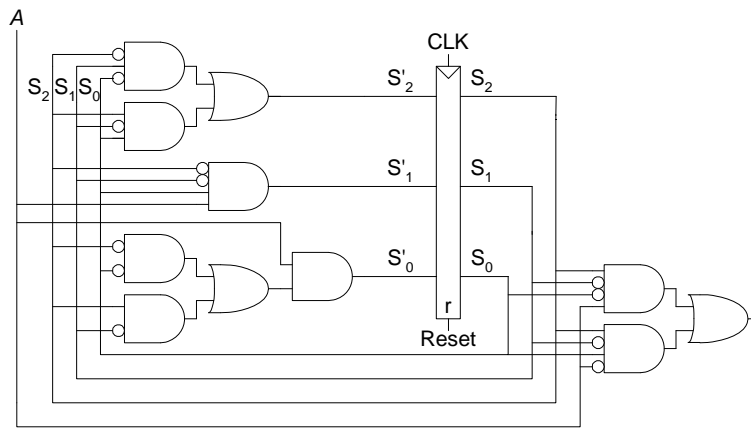 A
CLK
S₂ S₁ S₀
S'₂ S₂
S'₁ S₁
S'₀ S₀
r
Reset